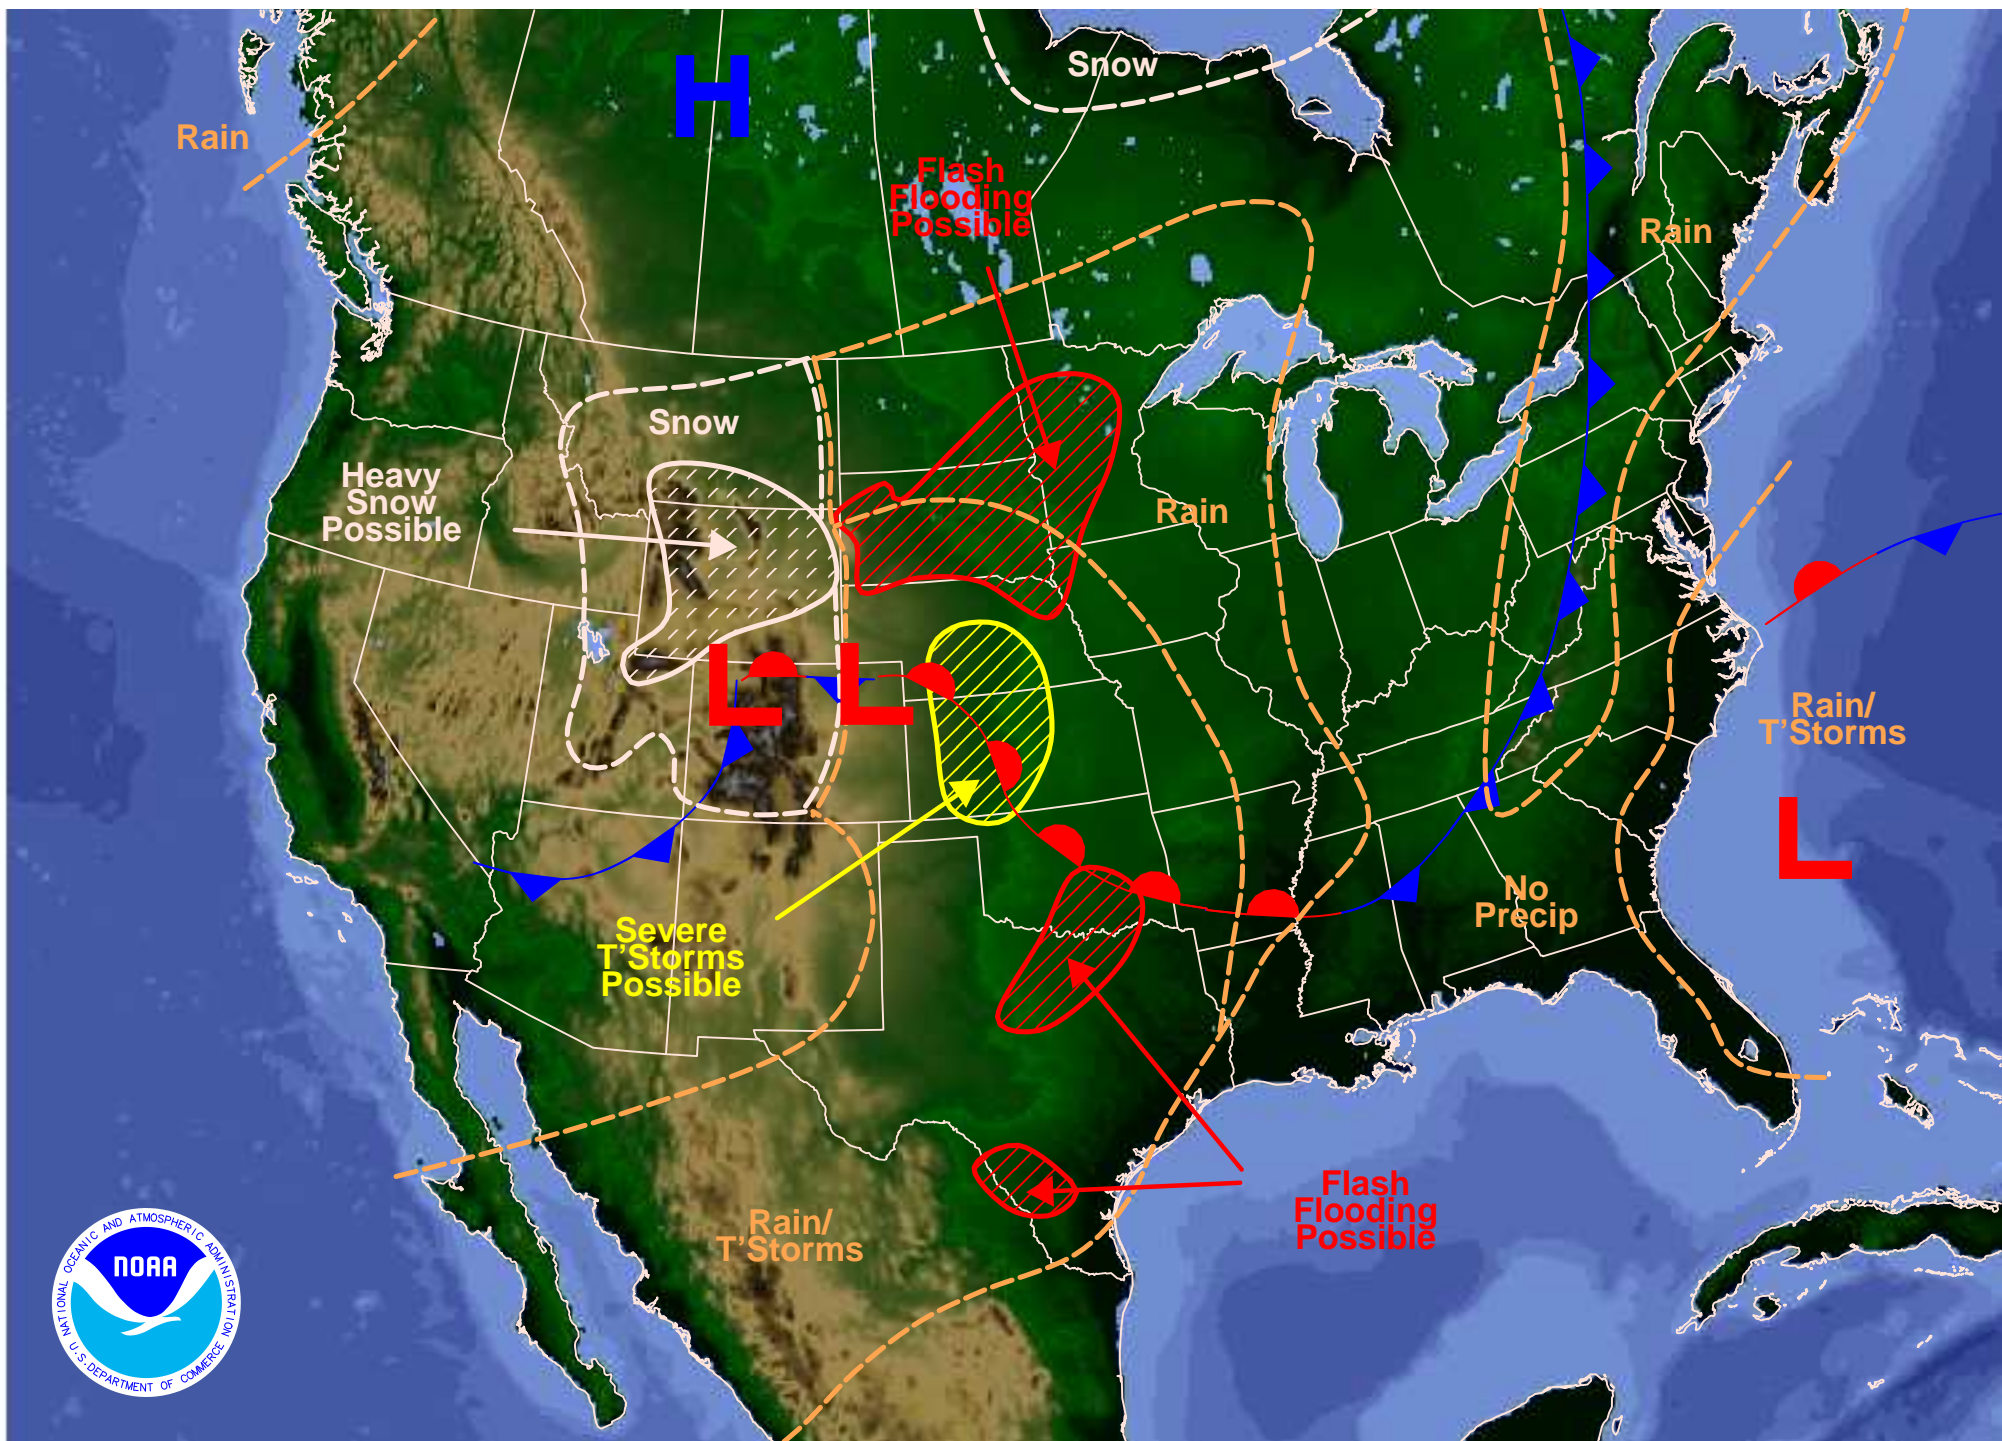 Snow
H
Rain
Flash
Flooding
Possible
Rain
Snow
Heavy
Snow
Possible
Rain
L
L
Rain/
T'Storms
L
No
Precip
Severe
T'Storms
Possible
Flash
Flooding
Possible
Rain/
T'Storms
NATIONAL OCEANIC AND ATMOSPHERIC ADMINISTRATION
NOAA
U.S. DEPARTMENT OF COMMERCE